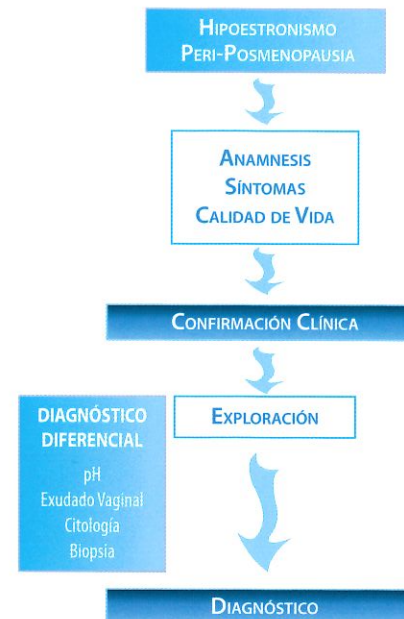 HIPOESTRONISMO
PERI-POSMENOPAUSIA
ANAMNESIS
SÍNTOMAS
CALIDAD DE VIDA
CONFIRMACIÓN CLÍNICA
EXPLORACIÓN
DIAGNÓSTICO
DIFERENCIAL
pH
Exudado Vaginal
Citología
Biopsia
DIAGNÓSTICO